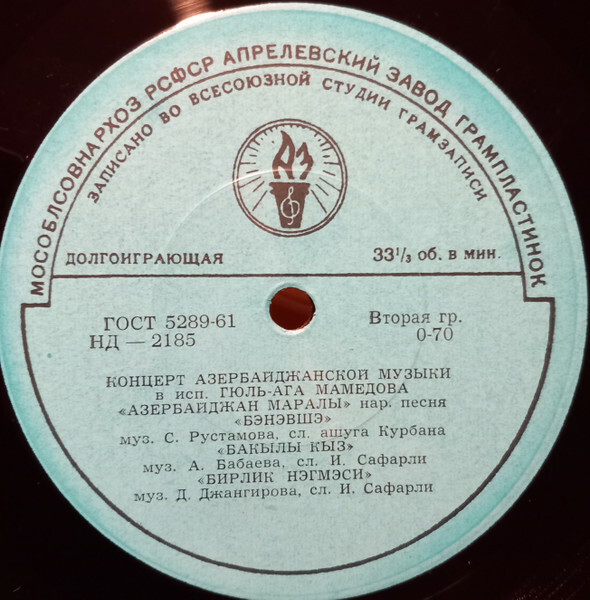 МОСОБЛСОВНАРХОЗ РСФСР АПРЕЛЕВСКИЙ ЗАВОД ГРАМПЛАСТИНОК
ЗАПИСАНО ВО ВСЕСОЮЗНОЙ СТУДИИ ГРАМЗАПИСИ
АЗ
ДОЛГОИГРАЮЩАЯ 33⅓ об. в мин.
ГОСТ 5289-61 Вторая гр.
НД — 2185 0-70
КОНЦЕРТ АЗЕРБАЙДЖАНСКОЙ МУЗЫКИ
в исп. ГЮЛЬ-АГА МАМЕДОВА
«АЗЕРБАЙДЖАН МАРАЛЫ» нар. песня
«БЭНЭВШЭ»
муз. С. Рустамова, сл. ашуга Курбана
«БАКЫЛЫ КЫЗ»
муз. А. Бабаева, сл. И. Сафарли
«БИРЛИК НЭГМЭСИ»
муз. Д. Джангирова, сл. И. Сафарли